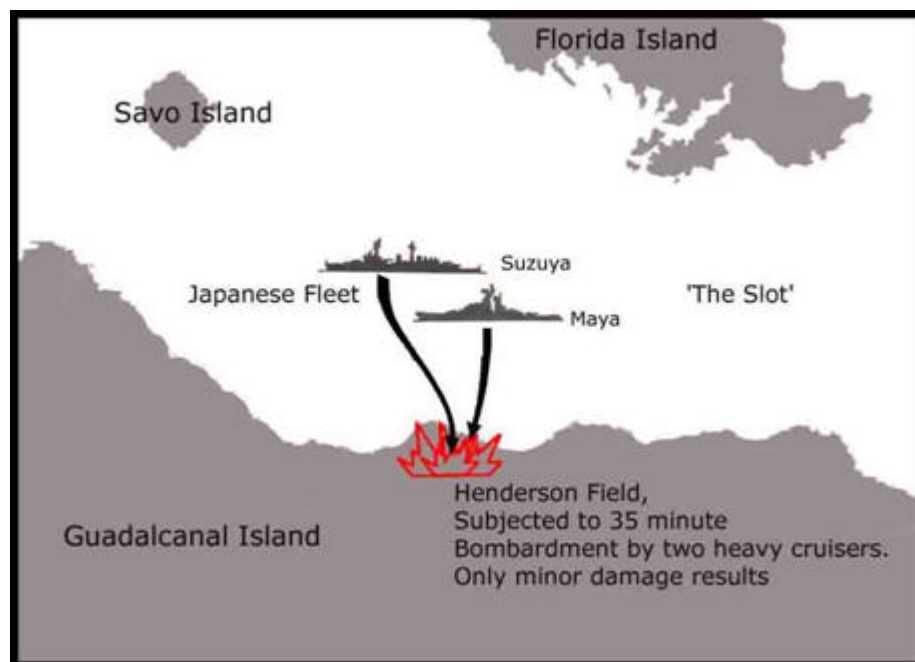 Florida Island
Savo Island
Suzuya
Japanese Fleet
'The Slot'
Maya
Henderson Field,
Subjected to 35 minute
Bombardment by two heavy cruisers.
Only minor damage results
Guadalcanal Island